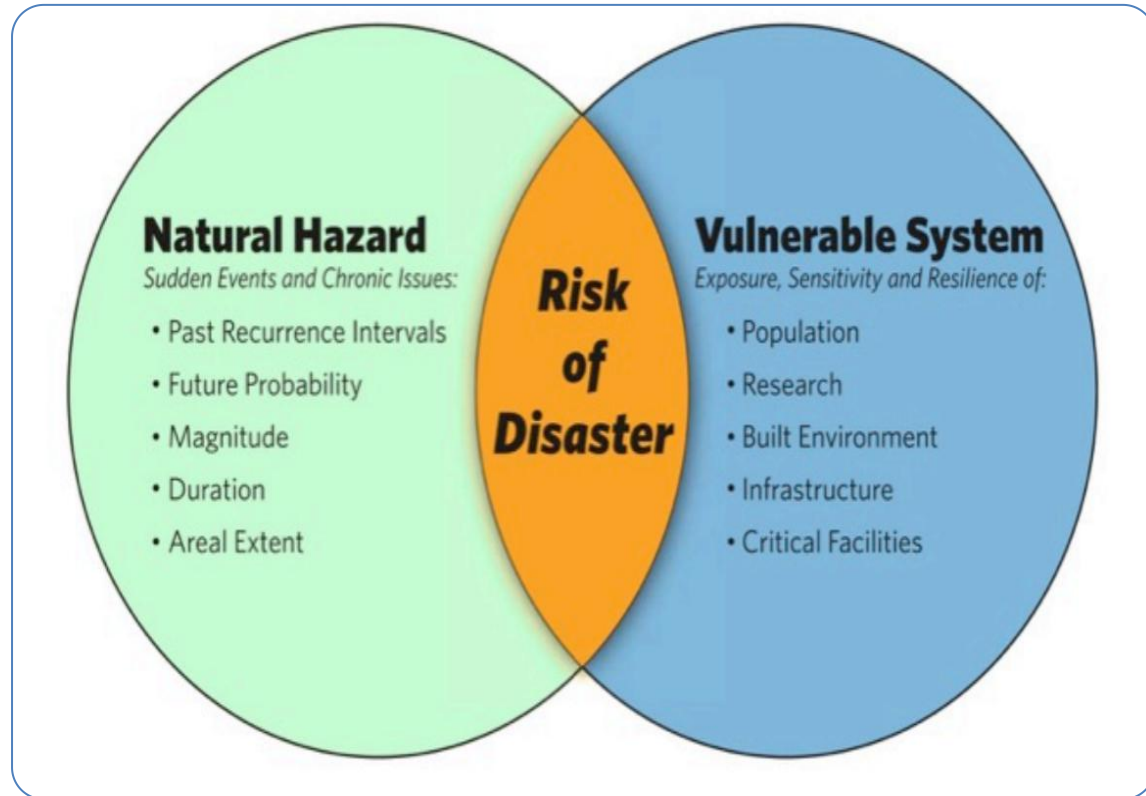 Natural Hazard
Sudden Events and Chronic Issues:
• Past Recurrence Intervals
• Future Probability
• Magnitude
• Duration
• Areal Extent
Risk
of
Disaster
Vulnerable System
Exposure, Sensitivity and Resilience of:
• Population
• Research
• Built Environment
• Infrastructure
• Critical Facilities